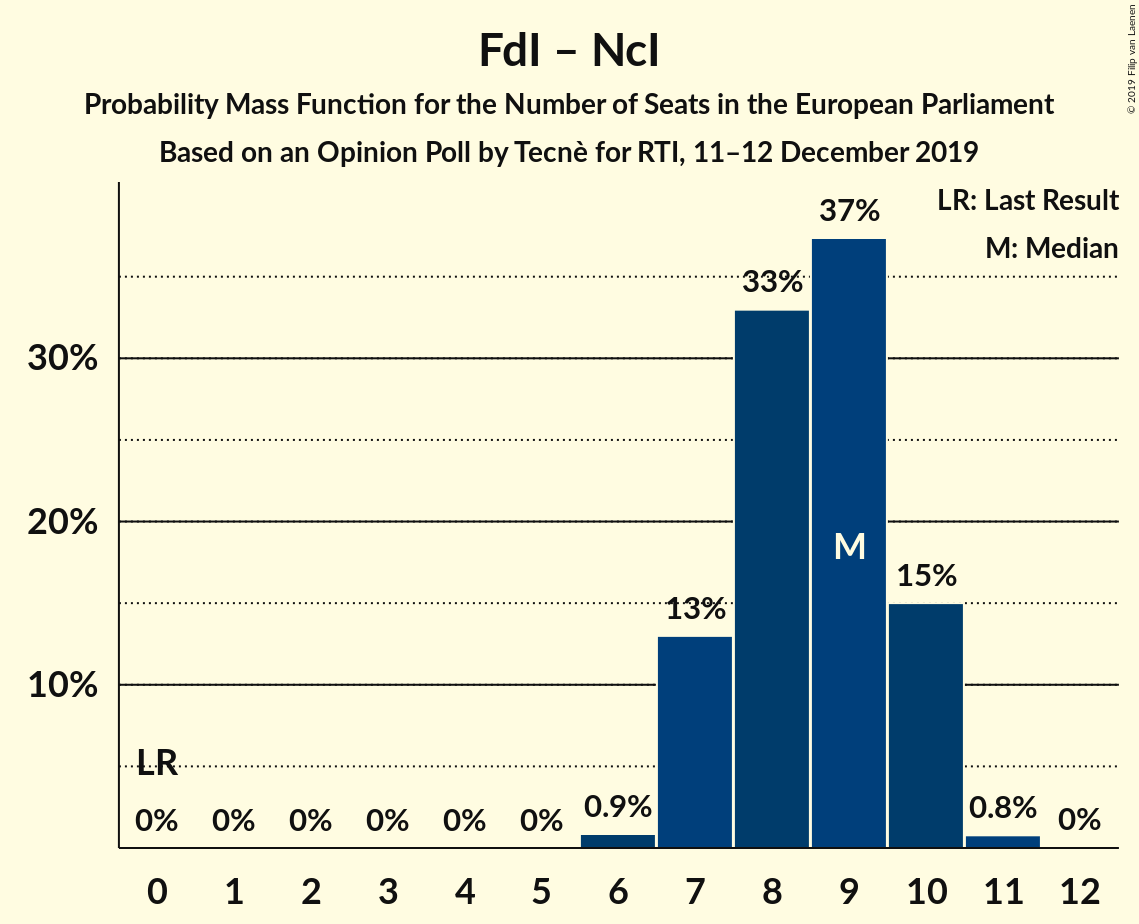 FdI – NcI
Probability Mass Function for the Number of Seats in the European Parliament
Based on an Opinion Poll by Tecnè for RTI, 11–12 December 2019
© 2019 Filip van Laenen
LR: Last Result
M: Median
37%
33%
30%
20%
M
15%
13%
10%
LR
0% 0% 0% 0% 0% 0% 0.9% 0.8% 0%
0 1 2 3 4 5 6 7 8 9 10 11 12